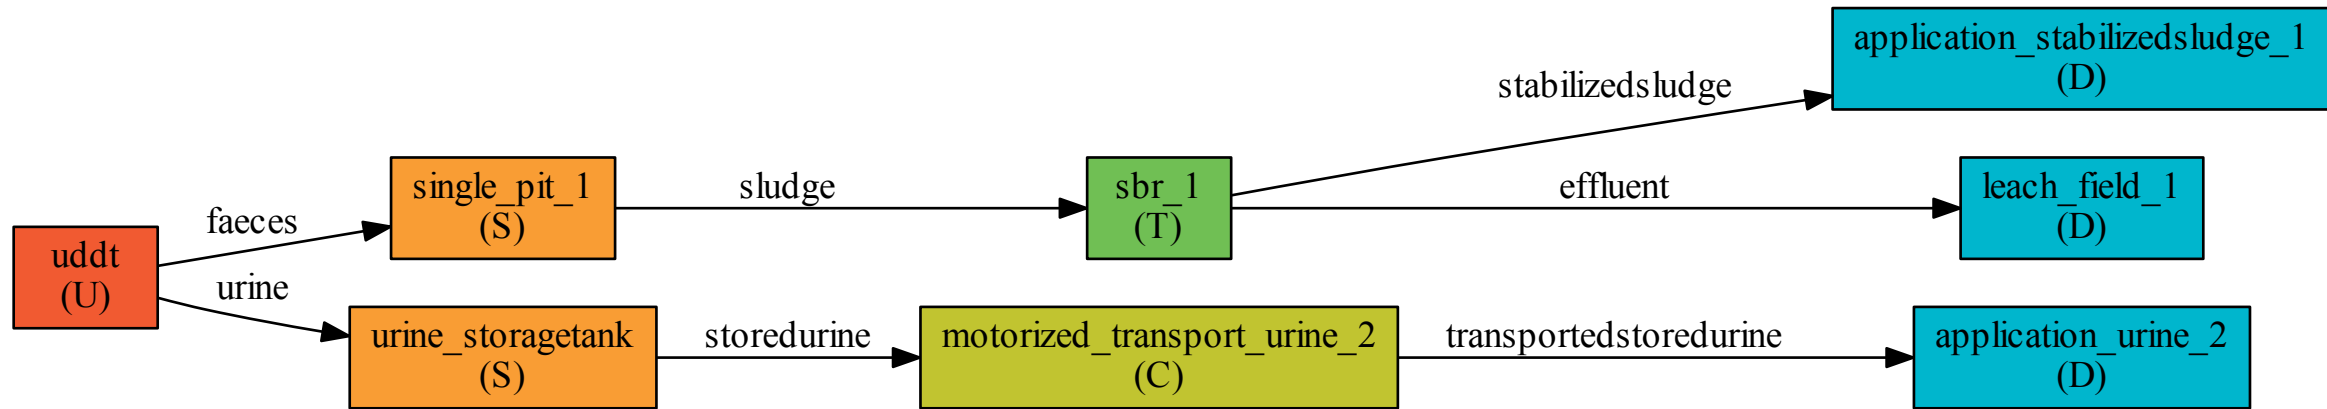 uddt
(U)
faeces
urine
single_pit_1
(S)
urine_storagetank
(S)
sludge
storedurine
sbr_1
(T)
motorized_transport_urine_2
(C)
stabilizedsludge
effluent
transportedstoredurine
application_stabilizedsludge_1
(D)
leach_field_1
(D)
application_urine_2
(D)